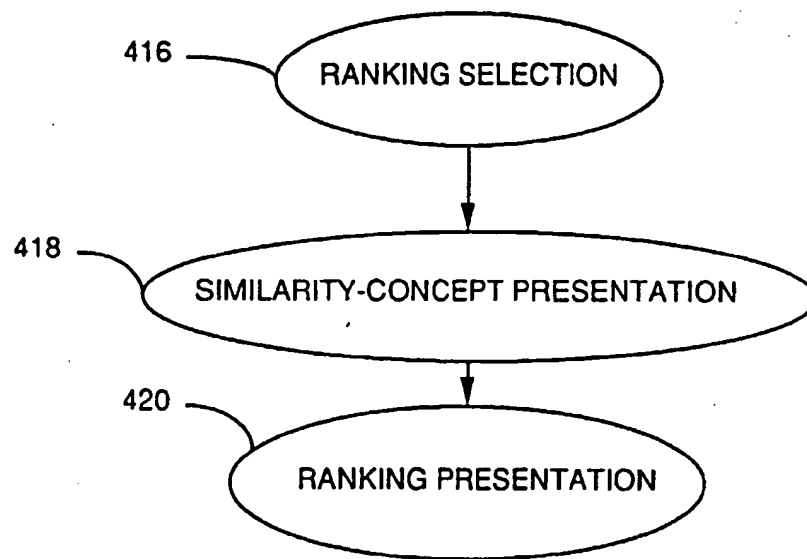 416
RANKING SELECTION
418
SIMILARITY-CONCEPT PRESENTATION
420
RANKING PRESENTATION